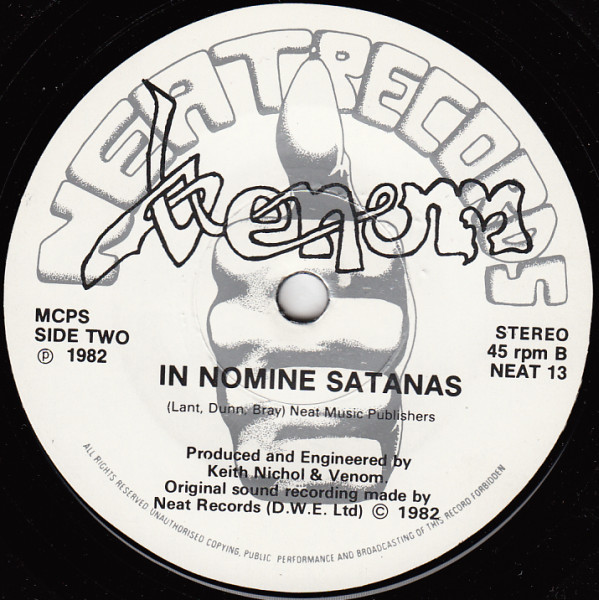 NEAT RECORDS
Venom
MCPS
SIDE TWO
℗ 1982
STEREO
45 rpm B
NEAT 13
IN NOMINE SATANAS
(Lant, Dunn, Bray) Neat Music Publishers
Produced and Engineered by
Keith Nichol & Venom
Original sound recording made by
Neat Records (D.W.E. Ltd) © 1982
ALL RIGHTS RESERVED UNAUTHORISED COPYING, PUBLIC PERFORMANCE AND BROADCASTING OF THIS RECORD FORBIDDEN